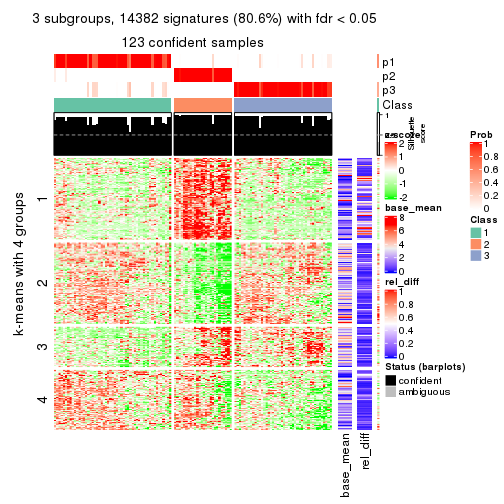 3 subgroups, 14382 signatures (80.6%) with fdr < 0.05
123 confident samples
p1
p2
p3
Class
1
Silhouette
score
k-means with 4 groups
1
2
3
4
base_mean
rel_diff
z-score
2
1
0
-1
-2
base_mean
8
6
4
2
0
rel_diff
1
0.8
0.6
0.4
0.2
0
Status (barplots)
confident
ambiguous
Prob
1
0.8
0.6
0.4
0.2
0
Class
1
2
3